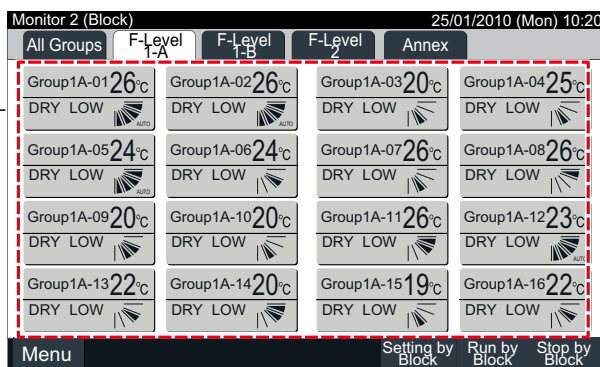 Monitor 2 (Block) 25/01/2010 (Mon) 10:20
All Groups F-Level 1-A F-Level 1-B F-Level 2 Annex
Group1A-01 26°C Group1A-02 26°C Group1A-03 20°C Group1A-04 25°C
DRY LOW AUTO DRY LOW AUTO DRY LOW DRY LOW
Group1A-05 24°C Group1A-06 24°C Group1A-07 26°C Group1A-08 26°C
DRY LOW AUTO DRY LOW DRY LOW DRY LOW
Group1A-09 20°C Group1A-10 20°C Group1A-11 26°C Group1A-12 23°C
DRY LOW DRY LOW DRY LOW DRY LOW AUTO
Group1A-13 22°C Group1A-14 20°C Group1A-15 19°C Group1A-16 22°C
DRY LOW DRY LOW DRY LOW DRY LOW
Menu Setting by Block Run by Block Stop by Block